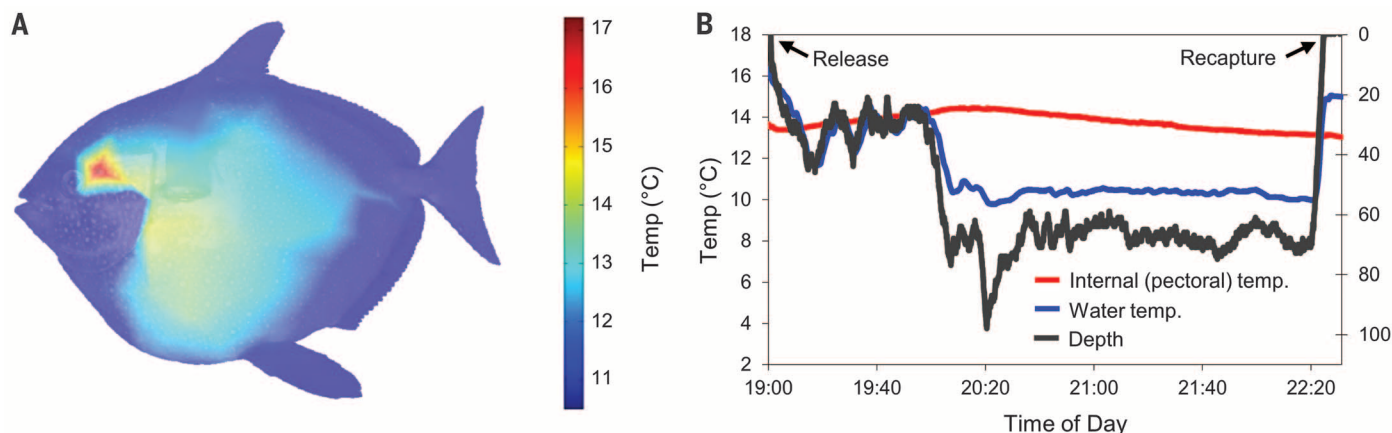 A
17
16
15
14
13
12
11
Temp (°C)
B
18
16
14
12
10
8
6
4
2
Temp (°C)
Release
Recapture
Internal (pectoral) temp.
Water temp.
Depth
0
20
40
60
80
100
19:00 19:40 20:20 21:00 21:40 22:20
Time of Day